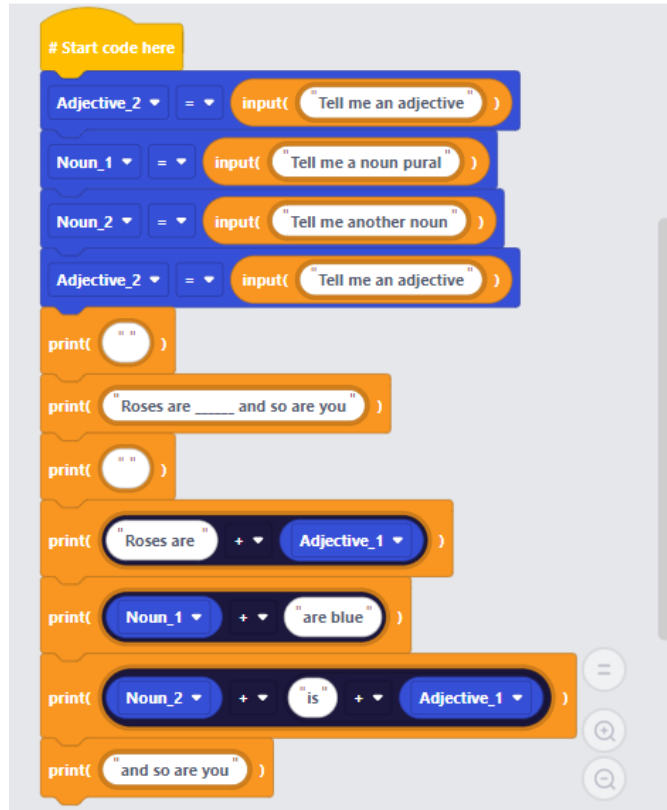 # Start code here
Adjective_2 = input( "Tell me an adjective" )
Noun_1 = input( "Tell me a noun pural" )
Noun_2 = input( "Tell me another noun" )
Adjective_2 = input( "Tell me an adjective" )
print( " " )
print( "Roses are ______ and so are you" )
print( " " )
print( "Roses are " + Adjective_1 )
print( Noun_1 + "are blue" )
print( Noun_2 + "is" + Adjective_1 )
print( "and so are you" )